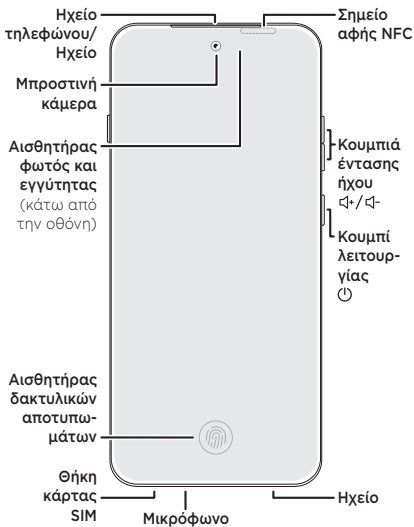 Ηχείο
τηλεφώνου/
Ηχείο
Μπροστινή
κάμερα
Αισθητήρας
φωτός και
εγγύτητας
(κάτω από
την οθόνη)
Σημείο
αφής NFC
Κουμπιά
έντασης
ήχου
+/-
Κουμπί
λειτουρ-
γίας
Αισθητήρας
δακτυλικών
αποτυπω-
μάτων
Θήκη
κάρτας
SIM
Μικρόφωνο
Ηχείο